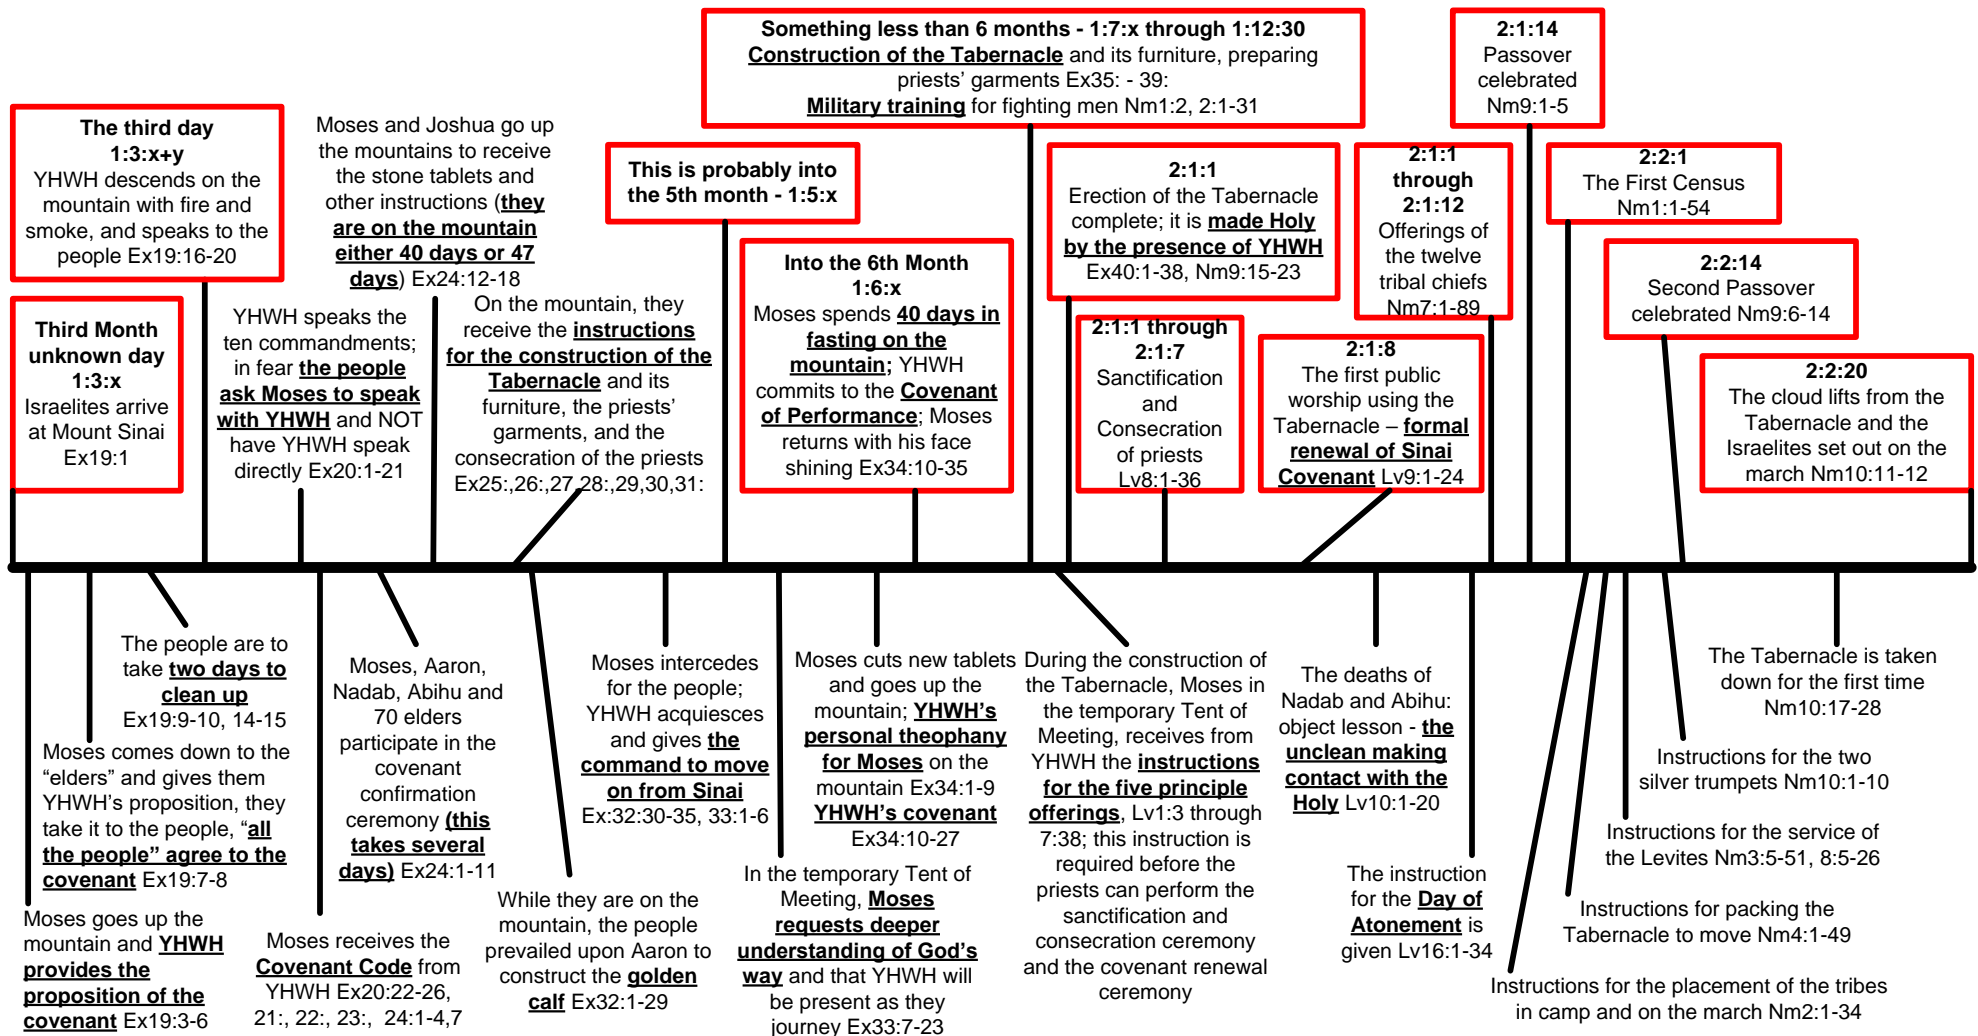 Something less than 6 months - 1:7:x through 1:12:30
Construction of the Tabernacle and its furniture, preparing
priests’ garments Ex35: - 39:
Military training for fighting men Nm1:2, 2:1-31
2:1:14
Passover
celebrated
Nm9:1-5
The third day
1:3:x+y
YHWH descends on the
mountain with fire and
smoke, and speaks to the
people Ex19:16-20
Moses and Joshua go up
the mountains to receive
the stone tablets and
other instructions (they
are on the mountain
either 40 days or 47
days) Ex24:12-18
This is probably into
the 5th month - 1:5:x
2:1:1
Erection of the Tabernacle
complete; it is made Holy
by the presence of YHWH
Ex40:1-38, Nm9:15-23
2:1:1
through
2:1:12
Offerings of
the twelve
tribal chiefs
Nm7:1-89
2:2:1
The First Census
Nm1:1-54
Third Month
unknown day
1:3:x
Israelites arrive
at Mount Sinai
Ex19:1
YHWH speaks the
ten commandments;
in fear the people
ask Moses to speak
with YHWH and NOT
have YHWH speak
directly Ex20:1-21
On the mountain, they
receive the instructions
for the construction of the
Tabernacle and its
furniture, the priests’
garments, and the
consecration of the priests
Ex25:,26:,27,28:,29,30,31:
Into the 6th Month
1:6:x
Moses spends 40 days in
fasting on the
mountain; YHWH
commits to the Covenant
of Performance; Moses
returns with his face
shining Ex34:10-35
2:1:1 through
2:1:7
Sanctification
and
Consecration
of priests
Lv8:1-36
2:1:8
The first public
worship using the
Tabernacle – formal
renewal of Sinai
Covenant Lv9:1-24
2:2:14
Second Passover
celebrated Nm9:6-14
2:2:20
The cloud lifts from the
Tabernacle and the
Israelites set out on the
march Nm10:11-12
The people are to
take two days to
clean up
Ex19:9-10, 14-15
Moses comes down to the
“elders” and gives them
YHWH’s proposition, they
take it to the people, “all
the people” agree to the
covenant Ex19:7-8
Moses goes up the
mountain and YHWH
provides the
proposition of the
covenant Ex19:3-6
Moses, Aaron,
Nadab, Abihu and
70 elders
participate in the
covenant
confirmation
ceremony (this
takes several
days) Ex24:1-11
Moses receives the
Covenant Code from
YHWH Ex20:22-26,
21:, 22:, 23:, 24:1-4,7
Moses intercedes
for the people;
YHWH acquiesces
and gives the
command to move
on from Sinai
Ex:32:30-35, 33:1-6
While they are on the
mountain, the people
prevailed upon Aaron to
construct the golden
calf Ex32:1-29
Moses cuts new tablets
and goes up the
mountain; YHWH’s
personal theophany
for Moses on the
mountain Ex34:1-9
YHWH’s covenant
Ex34:10-27
In the temporary Tent of
Meeting, Moses
requests deeper
understanding of God’s
way and that YHWH will
be present as they
journey Ex33:7-23
During the construction of
the Tabernacle, Moses in
the temporary Tent of
Meeting, receives from
YHWH the instructions
for the five principle
offerings, Lv1:3 through
7:38; this instruction is
required before the
priests can perform the
sanctification and
consecration ceremony
and the covenant renewal
ceremony
The deaths of
Nadab and Abihu:
object lesson - the
unclean making
contact with the
Holy Lv10:1-20
The instruction
for the Day of
Atonement is
given Lv16:1-34
The Tabernacle is taken
down for the first time
Nm10:17-28
Instructions for the two
silver trumpets Nm10:1-10
Instructions for the service of
the Levites Nm3:5-51, 8:5-26
Instructions for packing the
Tabernacle to move Nm4:1-49
Instructions for the placement of the tribes
in camp and on the march Nm2:1-34